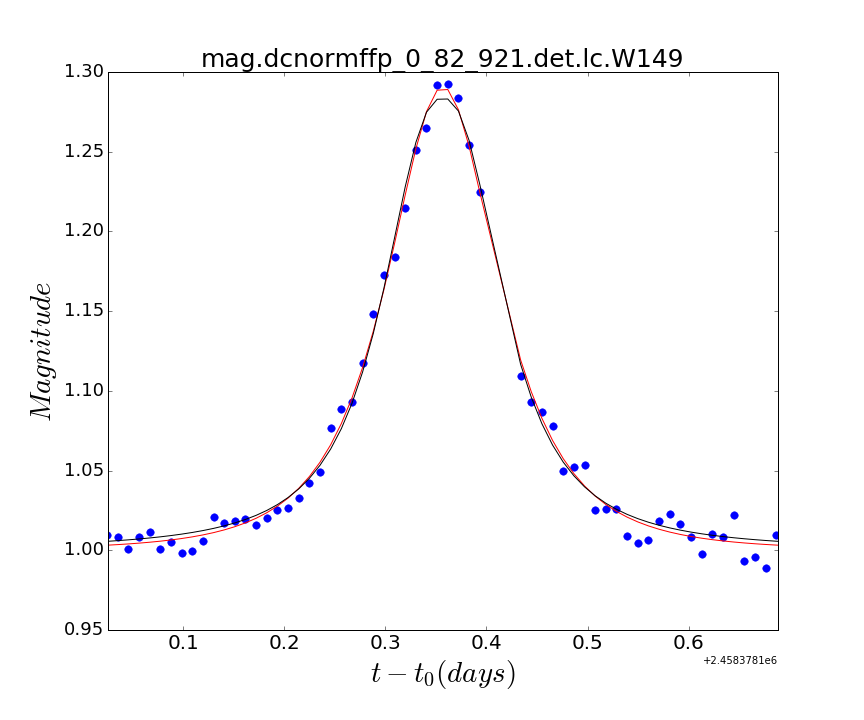 mag.dcnormffp_0_82_921.det.lc.W149
1.30
1.25
1.20
1.15
1.10
1.05
1.00
0.95
Magnitude
0.1 0.2 0.3 0.4 0.5 0.6
+2.4583781e6
t − t₀(days)